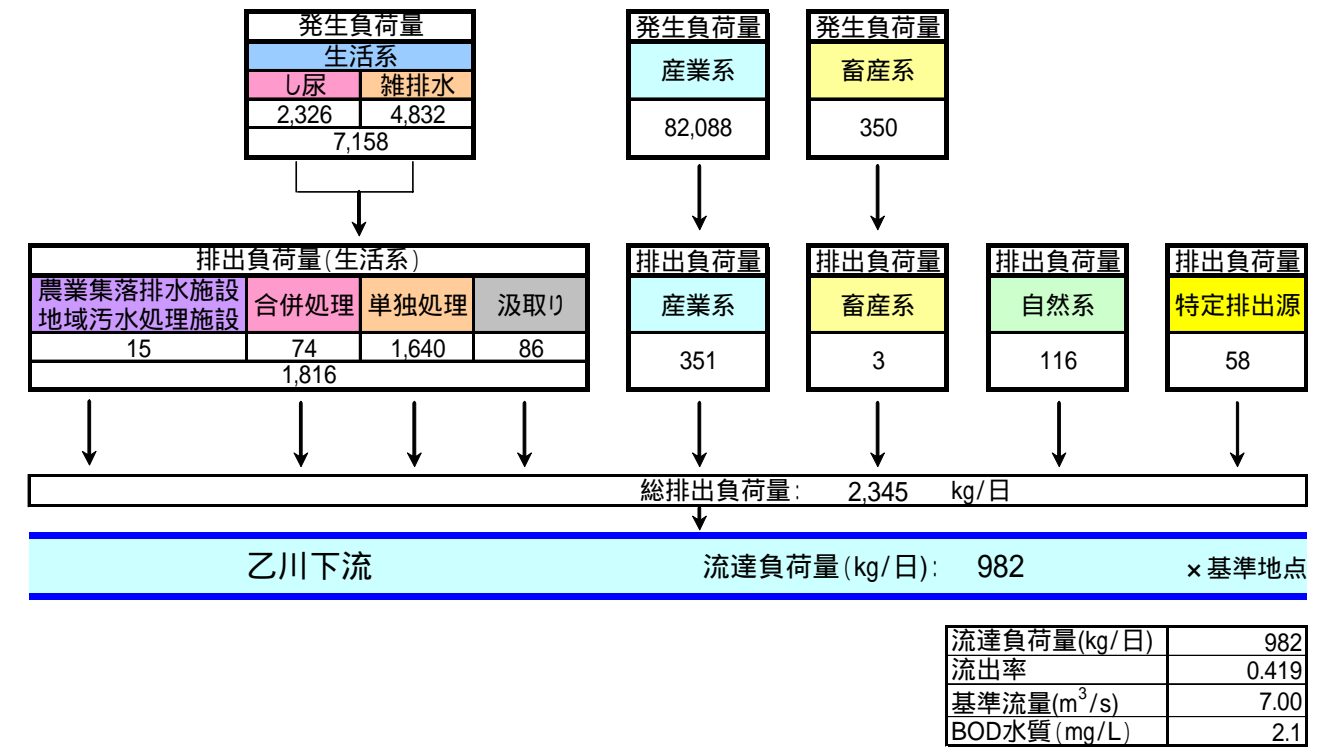 発生負荷量
生活系
し尿 雑排水
2,326 4,832
7,158
発生負荷量
産業系
82,088
発生負荷量
畜産系
350
排出負荷量(生活系)
農業集落排水施設
地域汚水処理施設
合併処理 単独処理 汲取り
15 74 1,640 86
1,816
排出負荷量
産業系
351
排出負荷量
畜産系
3
排出負荷量
自然系
116
排出負荷量
特定排出源
58
総排出負荷量: 2,345 kg/日
乙川下流 流達負荷量(kg/日): 982 ×基準地点
流達負荷量(kg/日) 982
流出率 0.419
基準流量(m³/s) 7.00
BOD水質(mg/L) 2.1